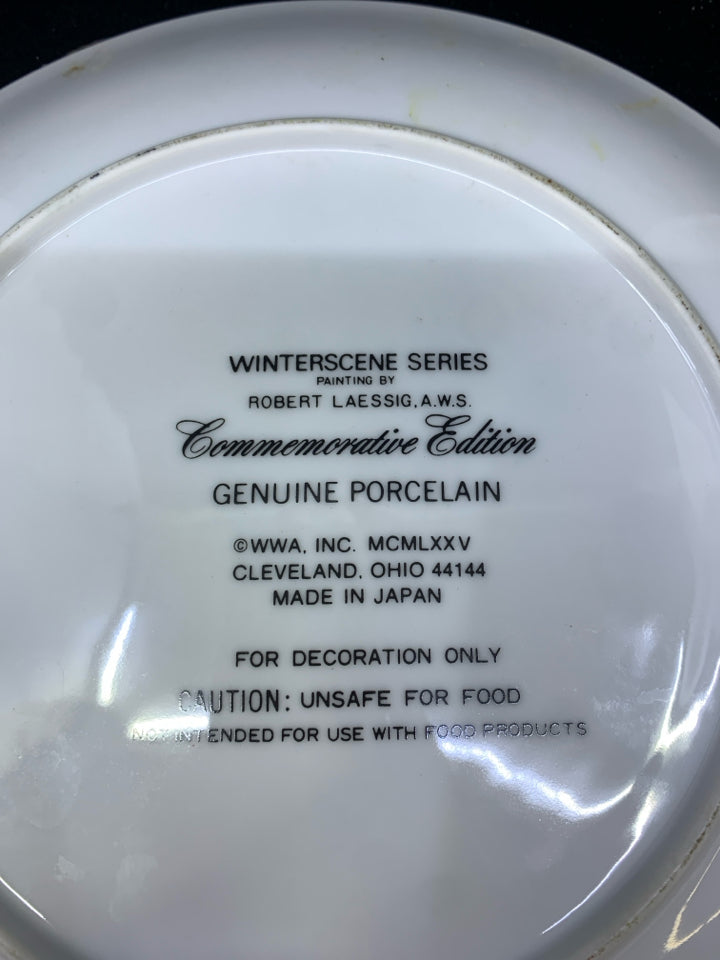 WINTERSCENE SERIES
PAINTING BY
ROBERT LAESSIG, A.W.S.
Commemorative Edition
GENUINE PORCELAIN
©WWA, INC. MCMLXXV
CLEVELAND, OHIO 44144
MADE IN JAPAN
FOR DECORATION ONLY
CAUTION: UNSAFE FOR FOOD
NOT INTENDED FOR USE WITH FOOD PRODUCTS